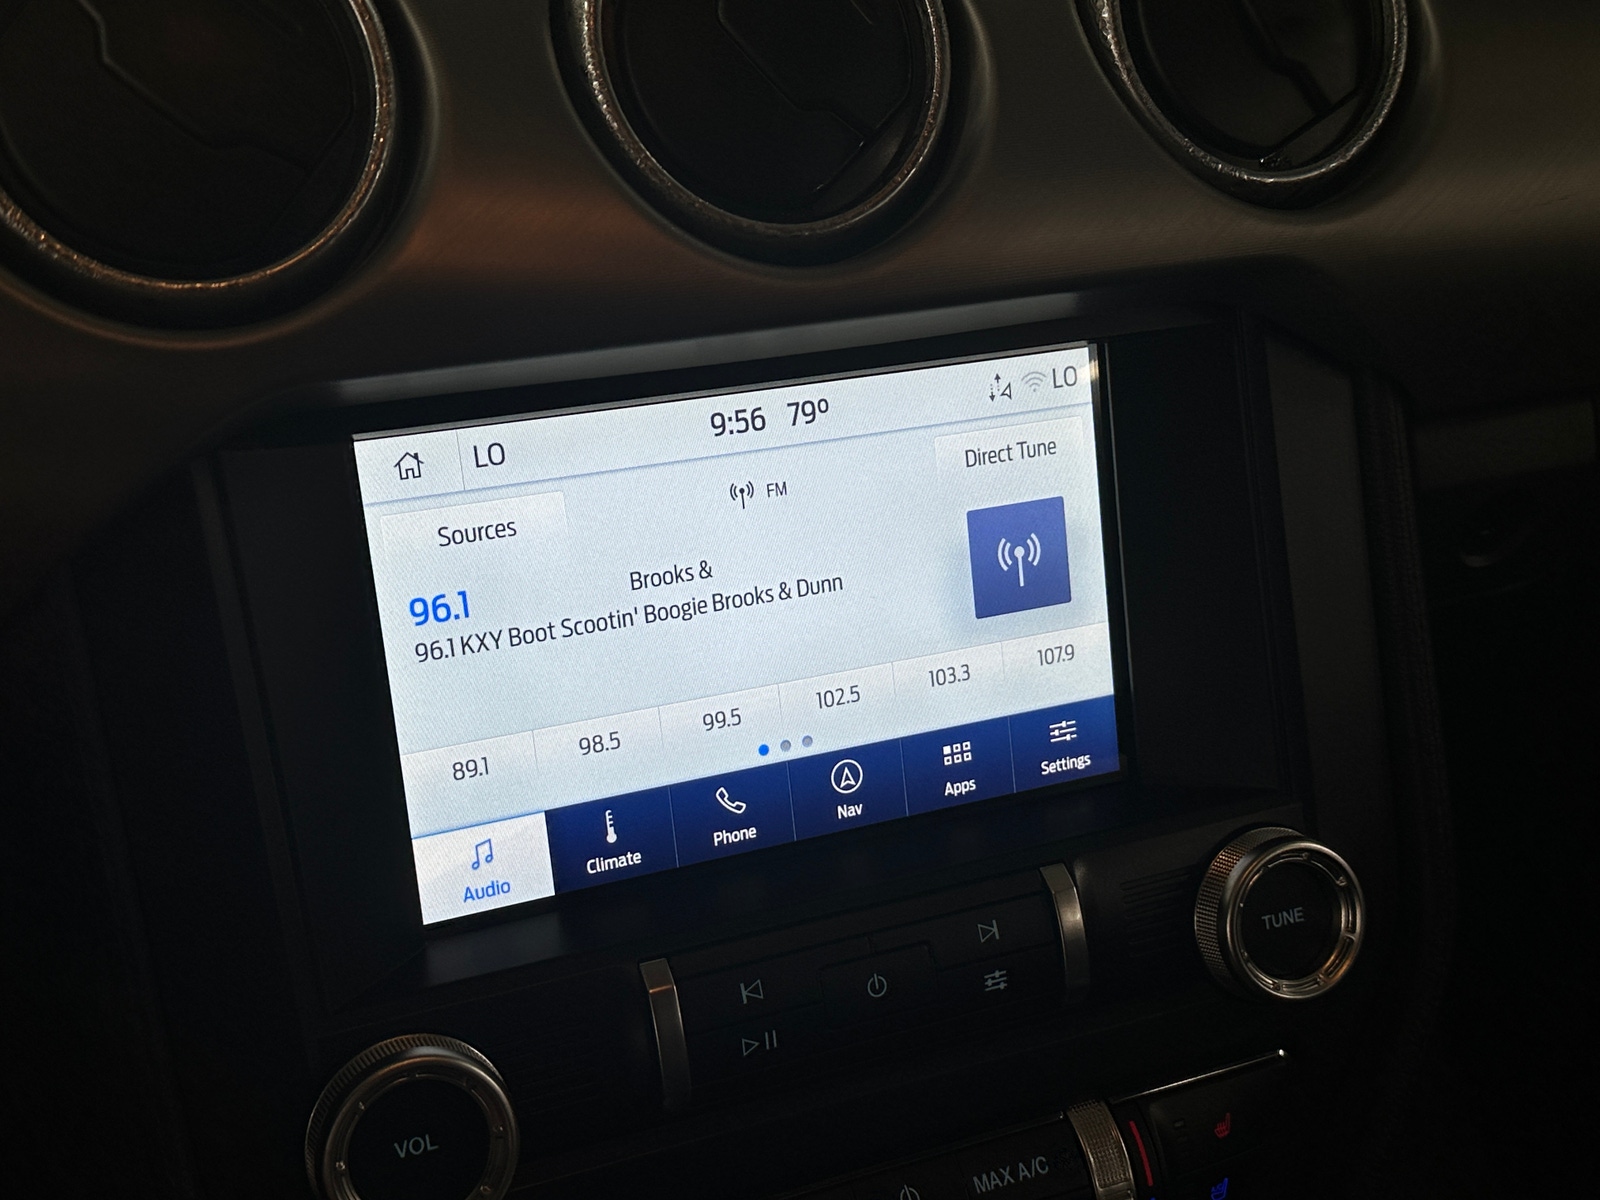 LO
9:56 79°
LO
Sources
FM
Direct Tune
96.1
Brooks &
96.1 KXY Boot Scootin' Boogie Brooks & Dunn
89.1
98.5
99.5
102.5
103.3
107.9
Audio
Climate
Phone
Nav
Apps
Settings
VOL
TUNE
MAX A/C